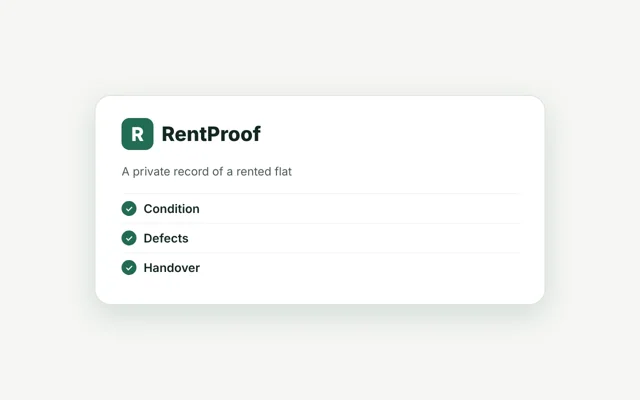 R RentProof
A private record of a rented flat
Condition
Defects
Handover